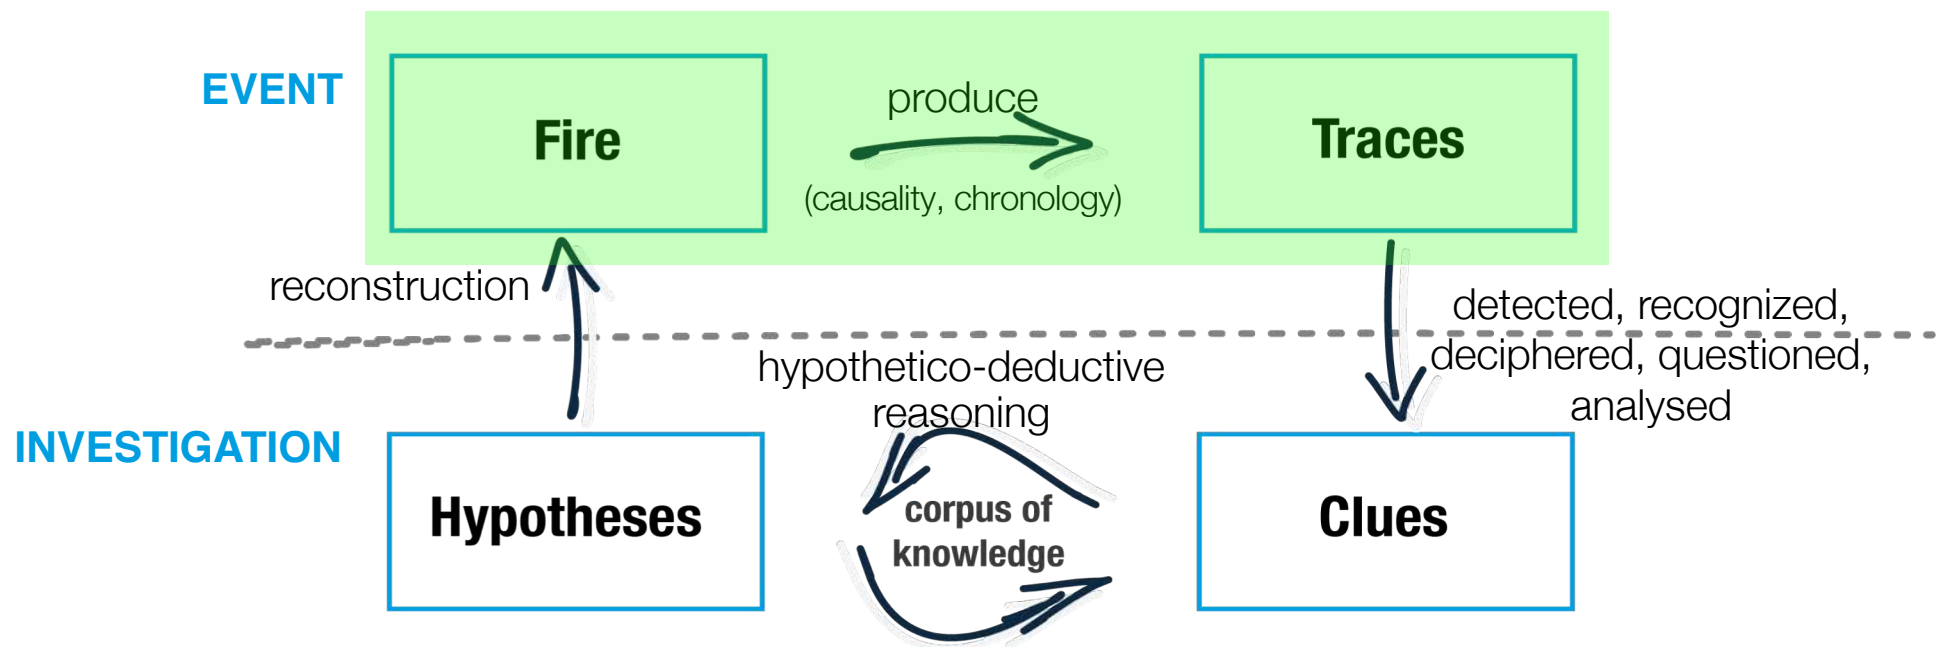 EVENT
Fire
produce
(causality, chronology)
Traces
reconstruction
detected, recognized,
deciphered, questioned,
analysed
hypothetico-deductive
reasoning
INVESTIGATION
Hypotheses
corpus of
knowledge
Clues